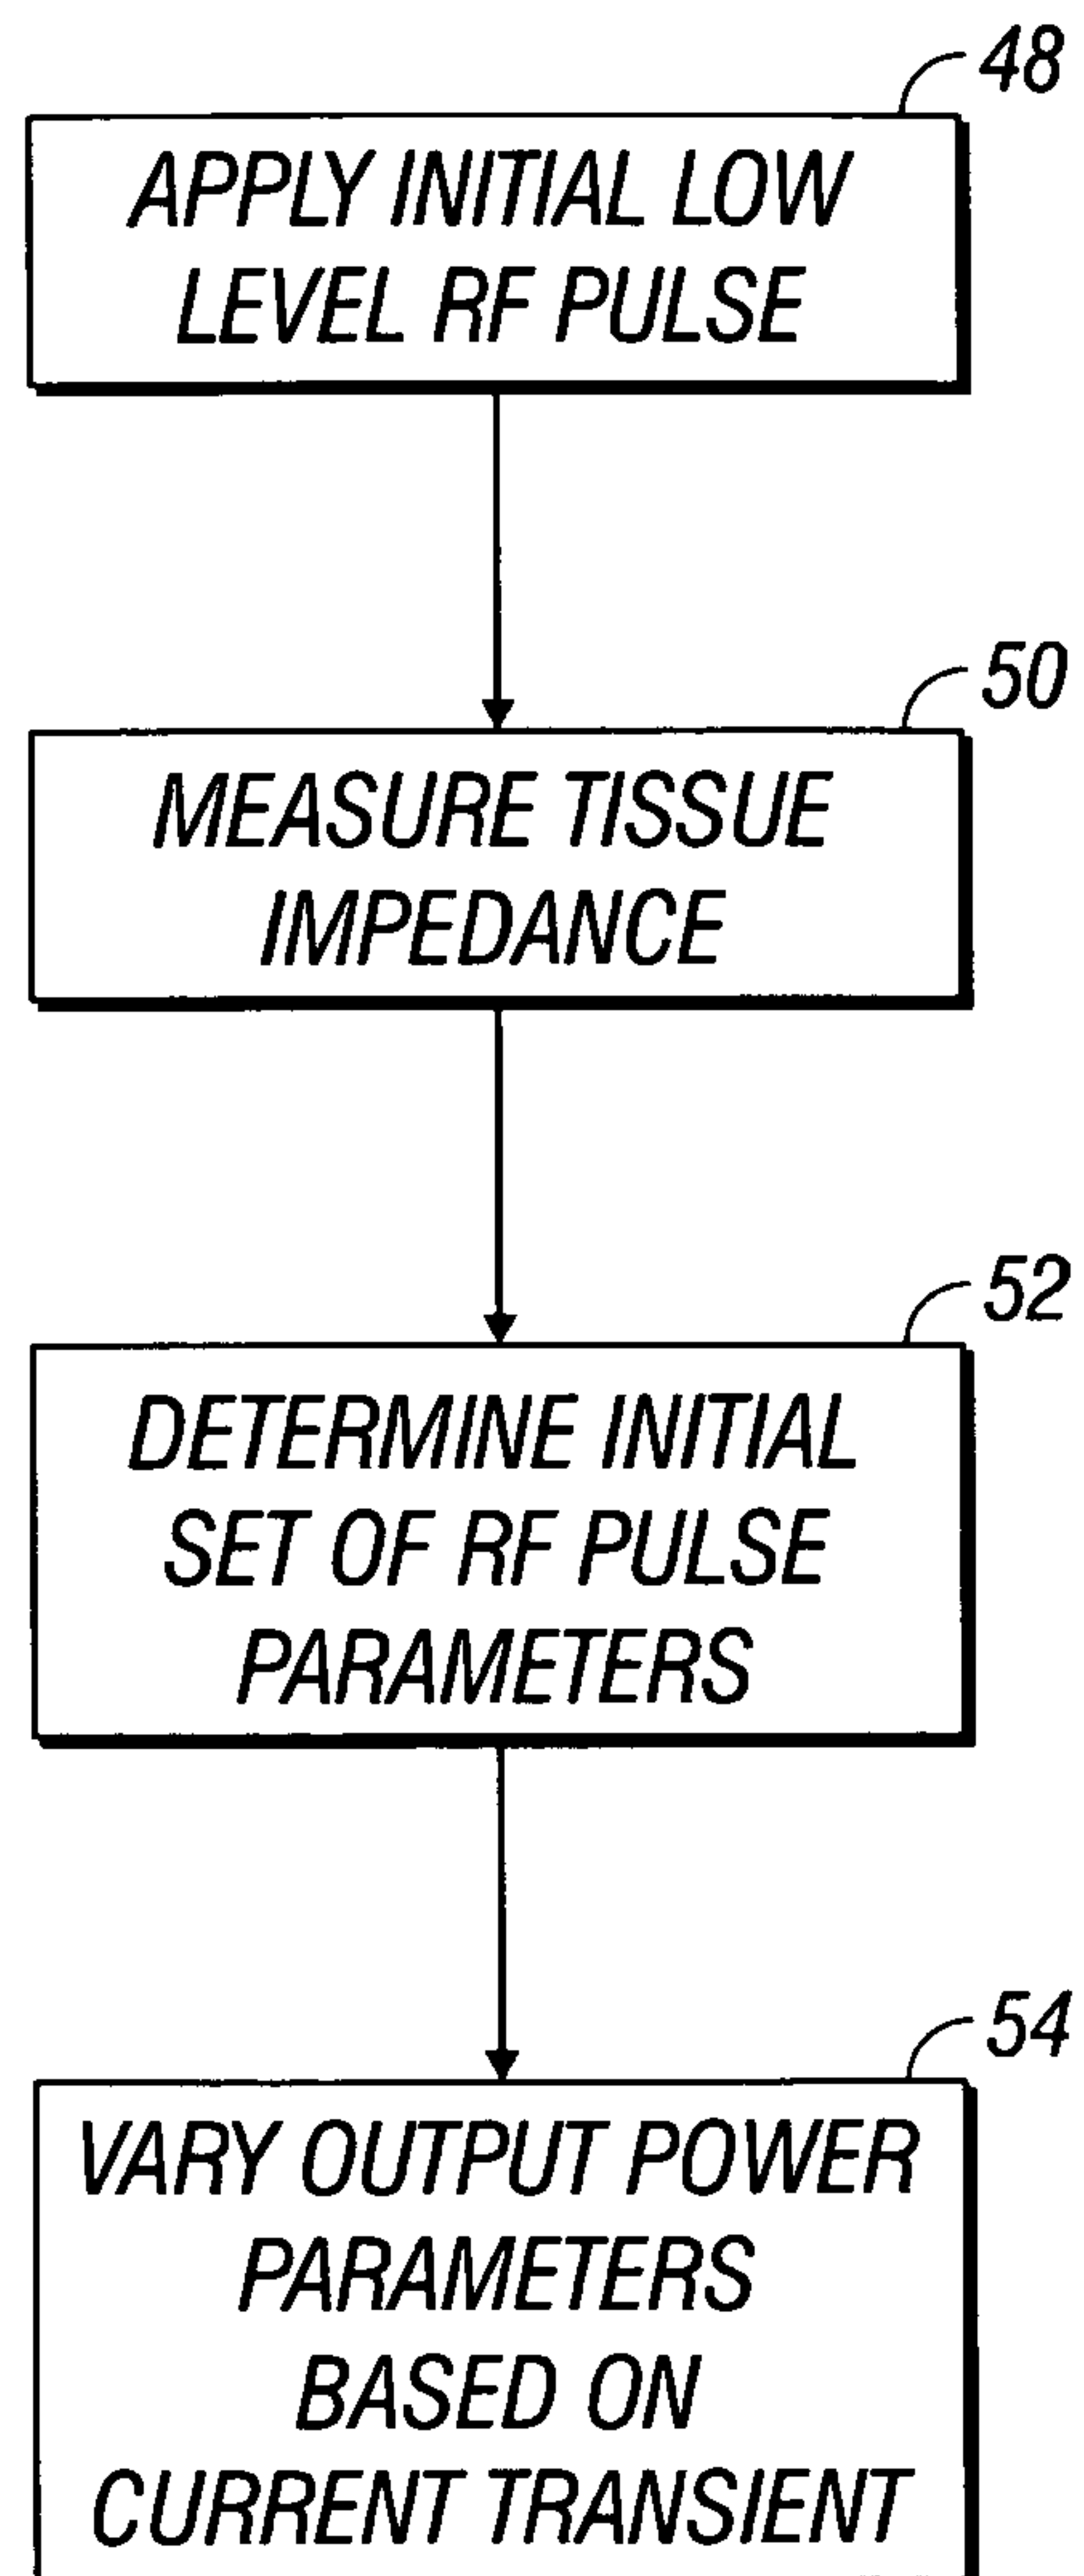 48
APPLY INITIAL LOW
LEVEL RF PULSE
50
MEASURE TISSUE
IMPEDANCE
52
DETERMINE INITIAL
SET OF RF PULSE
PARAMETERS
54
VARY OUTPUT POWER
PARAMETERS
BASED ON
CURRENT TRANSIENT